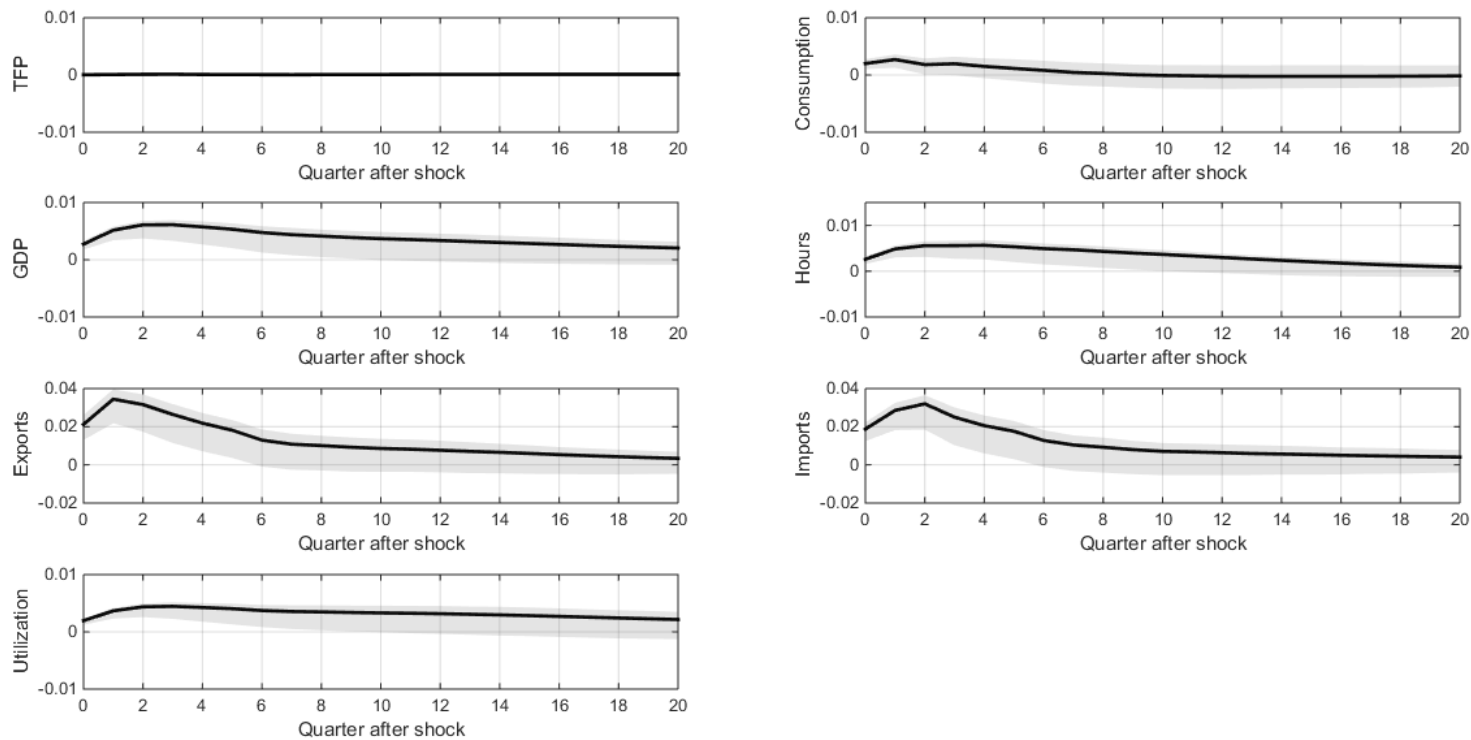 TFP
0.01
0
-0.01
0 2 4 6 8 10 12 14 16 18 20
Quarter after shock
Consumption
0.01
0
-0.01
0 2 4 6 8 10 12 14 16 18 20
Quarter after shock
GDP
0.01
0
-0.01
0 2 4 6 8 10 12 14 16 18 20
Quarter after shock
Hours
0.01
0
-0.01
0 2 4 6 8 10 12 14 16 18 20
Quarter after shock
Exports
0.04
0.02
0
-0.02
0 2 4 6 8 10 12 14 16 18 20
Quarter after shock
Imports
0.04
0.02
0
-0.02
0 2 4 6 8 10 12 14 16 18 20
Quarter after shock
Utilization
0.01
0
-0.01
0 2 4 6 8 10 12 14 16 18 20
Quarter after shock